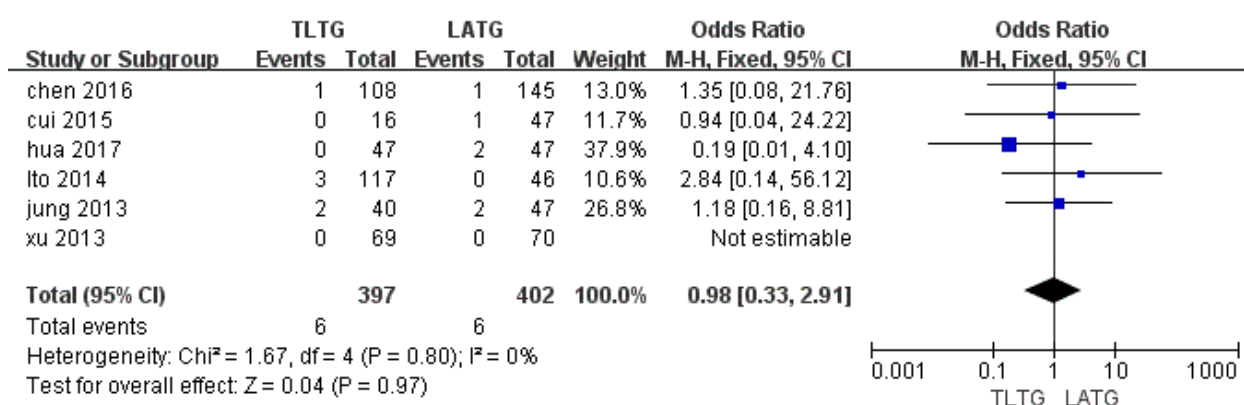 TLTG LATG Odds Ratio Odds Ratio
Study or Subgroup Events Total Events Total Weight M-H, Fixed, 95% CI M-H, Fixed, 95% CI
chen 2016 1 108 1 145 13.0% 1.35 [0.08, 21.76]
cui 2015 0 16 1 47 11.7% 0.94 [0.04, 24.22]
hua 2017 0 47 2 47 37.9% 0.19 [0.01, 4.10]
Ito 2014 3 117 0 46 10.6% 2.84 [0.14, 56.12]
jung 2013 2 40 2 47 26.8% 1.18 [0.16, 8.81]
xu 2013 0 69 0 70 Not estimable
Total (95% CI) 397 402 100.0% 0.98 [0.33, 2.91]
Total events 6 6
Heterogeneity: Chi² = 1.67, df = 4 (P = 0.80); I² = 0%
Test for overall effect: Z = 0.04 (P = 0.97)
0.001 0.1 1 10 1000
TLTG LATG